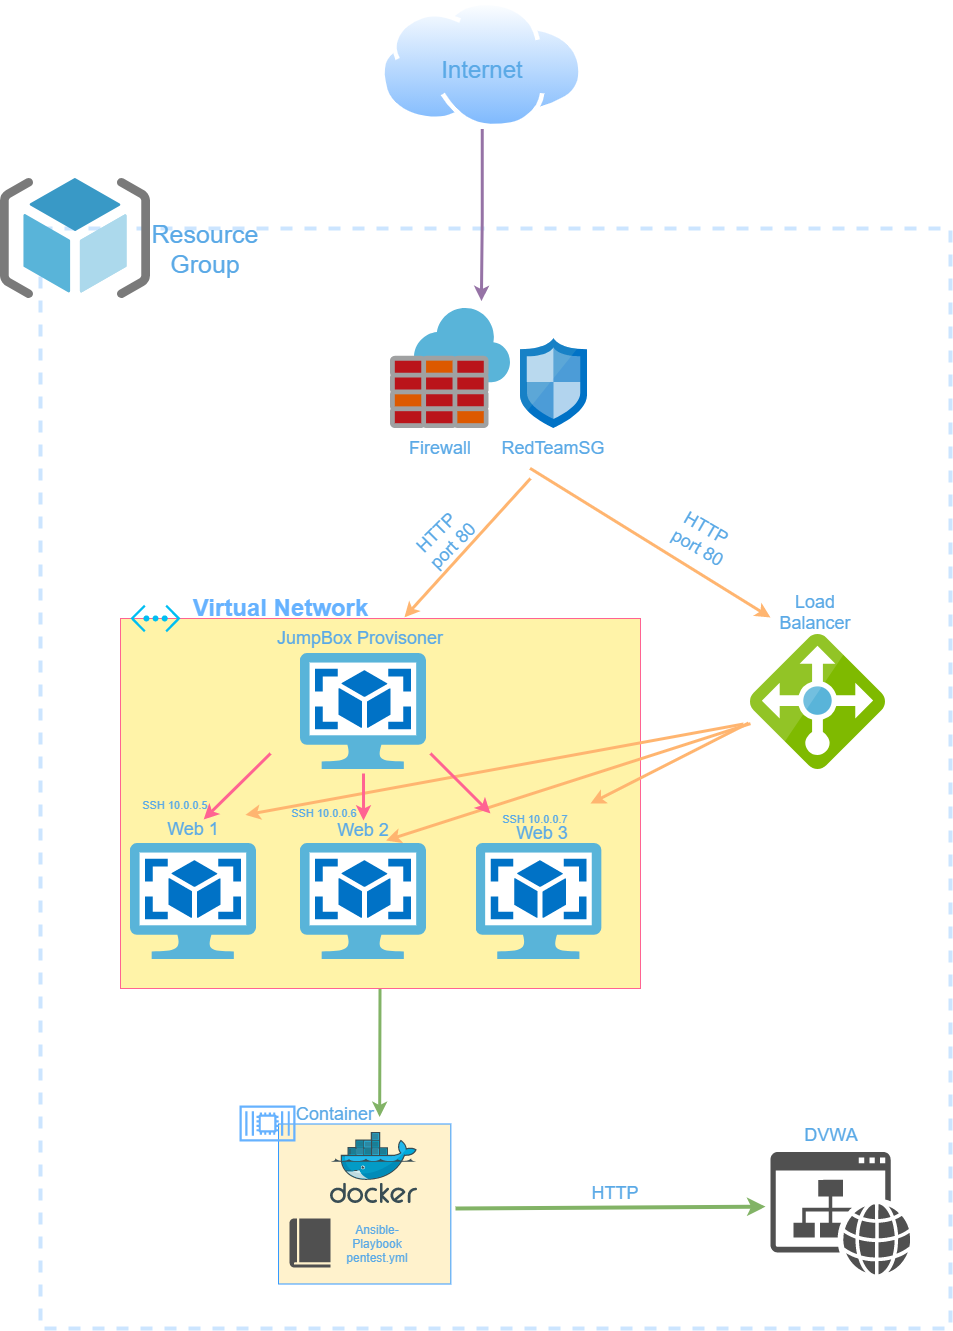 Internet
Resource
Group
Firewall
RedTeamSG
HTTP
port 80
HTTP
port 80
Load
Balancer
Virtual Network
JumpBox Provisoner
SSH 10.0.0.5
Web 1
SSH 10.0.0.6
Web 2
SSH 10.0.0.7
Web 3
Container
docker
Ansible-
Playbook
pentest.yml
HTTP
DVWA